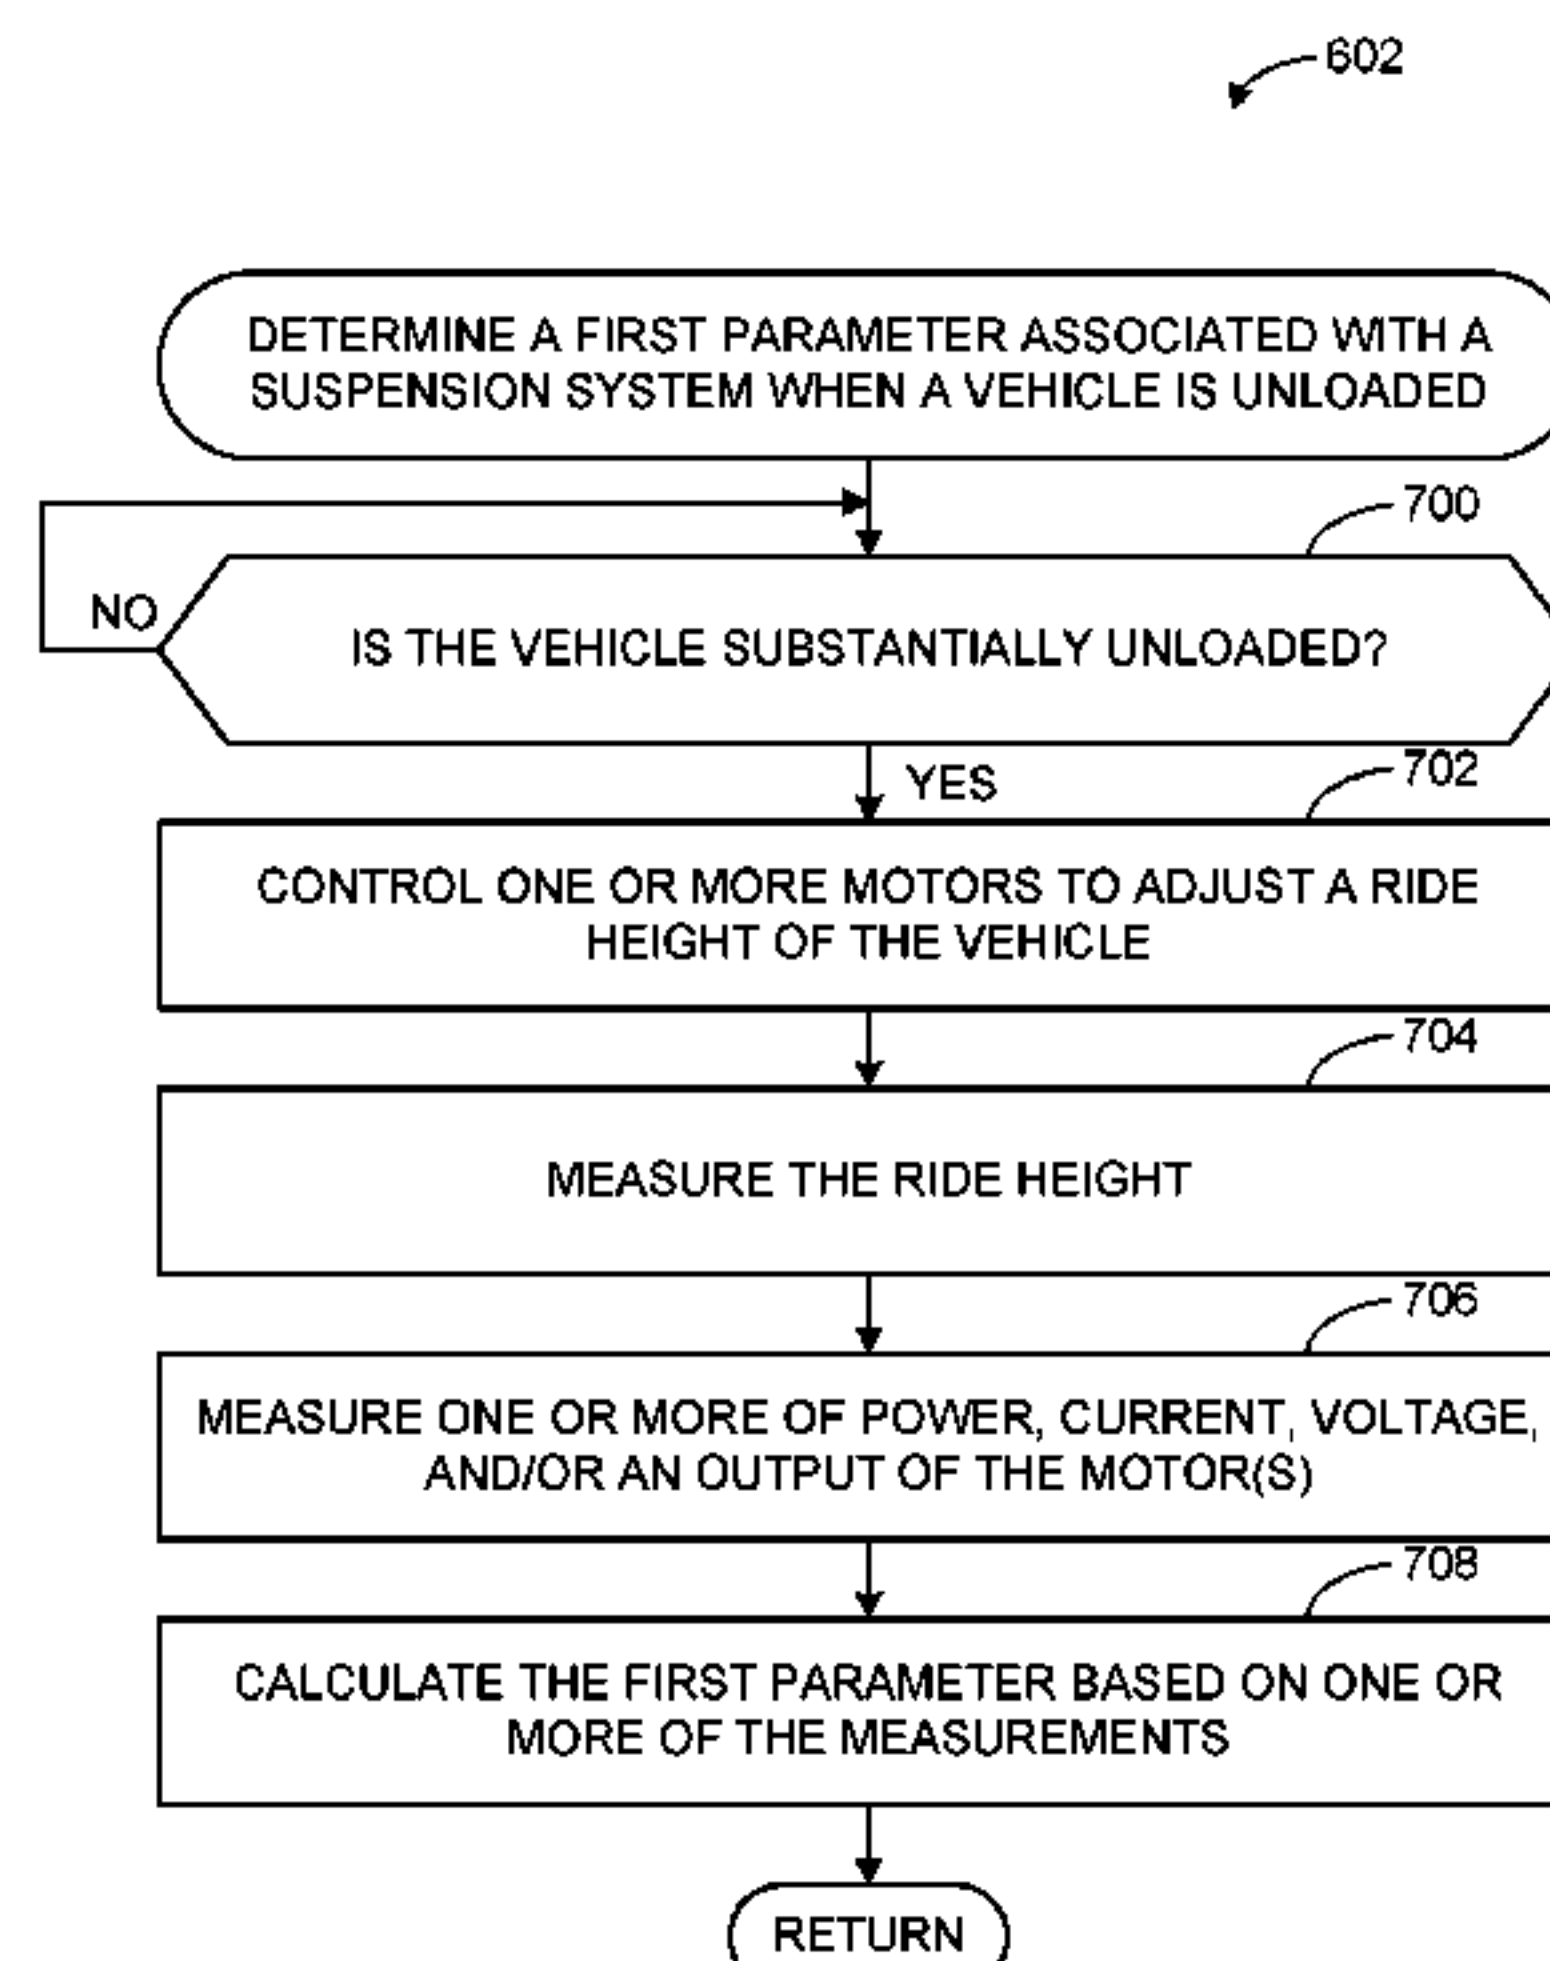 602
DETERMINE A FIRST PARAMETER ASSOCIATED WITH A
SUSPENSION SYSTEM WHEN A VEHICLE IS UNLOADED
700
NO
IS THE VEHICLE SUBSTANTIALLY UNLOADED?
YES
702
CONTROL ONE OR MORE MOTORS TO ADJUST A RIDE
HEIGHT OF THE VEHICLE
704
MEASURE THE RIDE HEIGHT
706
MEASURE ONE OR MORE OF POWER, CURRENT, VOLTAGE,
AND/OR AN OUTPUT OF THE MOTOR(S)
708
CALCULATE THE FIRST PARAMETER BASED ON ONE OR
MORE OF THE MEASUREMENTS
RETURN